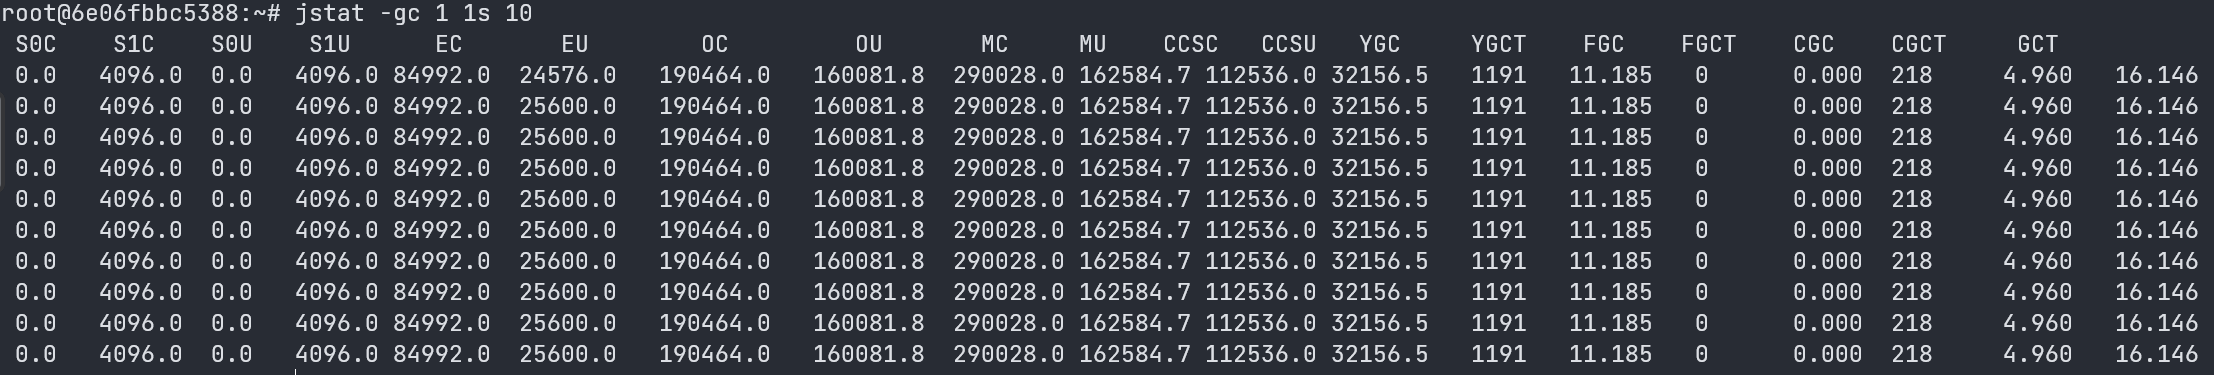 root@6e06fbbc5388:~# jstat -gc 1 1s 10
S0C S1C S0U S1U EC EU OC OU MC MU CCSC CCSU YGC YGCT FGC FGCT CGC CGCT GCT
0.0 4096.0 0.0 4096.0 84992.0 24576.0 190464.0 160081.8 290028.0 162584.7 112536.0 32156.5 1191 11.185 0 0.000 218 4.960 16.146
0.0 4096.0 0.0 4096.0 84992.0 25600.0 190464.0 160081.8 290028.0 162584.7 112536.0 32156.5 1191 11.185 0 0.000 218 4.960 16.146
0.0 4096.0 0.0 4096.0 84992.0 25600.0 190464.0 160081.8 290028.0 162584.7 112536.0 32156.5 1191 11.185 0 0.000 218 4.960 16.146
0.0 4096.0 0.0 4096.0 84992.0 25600.0 190464.0 160081.8 290028.0 162584.7 112536.0 32156.5 1191 11.185 0 0.000 218 4.960 16.146
0.0 4096.0 0.0 4096.0 84992.0 25600.0 190464.0 160081.8 290028.0 162584.7 112536.0 32156.5 1191 11.185 0 0.000 218 4.960 16.146
0.0 4096.0 0.0 4096.0 84992.0 25600.0 190464.0 160081.8 290028.0 162584.7 112536.0 32156.5 1191 11.185 0 0.000 218 4.960 16.146
0.0 4096.0 0.0 4096.0 84992.0 25600.0 190464.0 160081.8 290028.0 162584.7 112536.0 32156.5 1191 11.185 0 0.000 218 4.960 16.146
0.0 4096.0 0.0 4096.0 84992.0 25600.0 190464.0 160081.8 290028.0 162584.7 112536.0 32156.5 1191 11.185 0 0.000 218 4.960 16.146
0.0 4096.0 0.0 4096.0 84992.0 25600.0 190464.0 160081.8 290028.0 162584.7 112536.0 32156.5 1191 11.185 0 0.000 218 4.960 16.146
0.0 4096.0 0.0 4096.0 84992.0 25600.0 190464.0 160081.8 290028.0 162584.7 112536.0 32156.5 1191 11.185 0 0.000 218 4.960 16.146